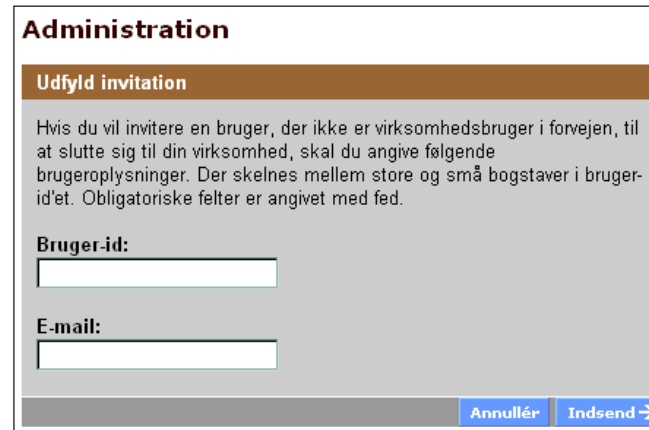 Administration
Udfyld invitation
Hvis du vil invitere en bruger, der ikke er virksomhedsbruger i forvejen, til
at slutte sig til din virksomhed, skal du angive følgende
brugeroplysninger. Der skelnes mellem store og små bogstaver i bruger-
id'et. Obligatoriske felter er angivet med fed.
Bruger-id:
E-mail:
Annullér Indsend